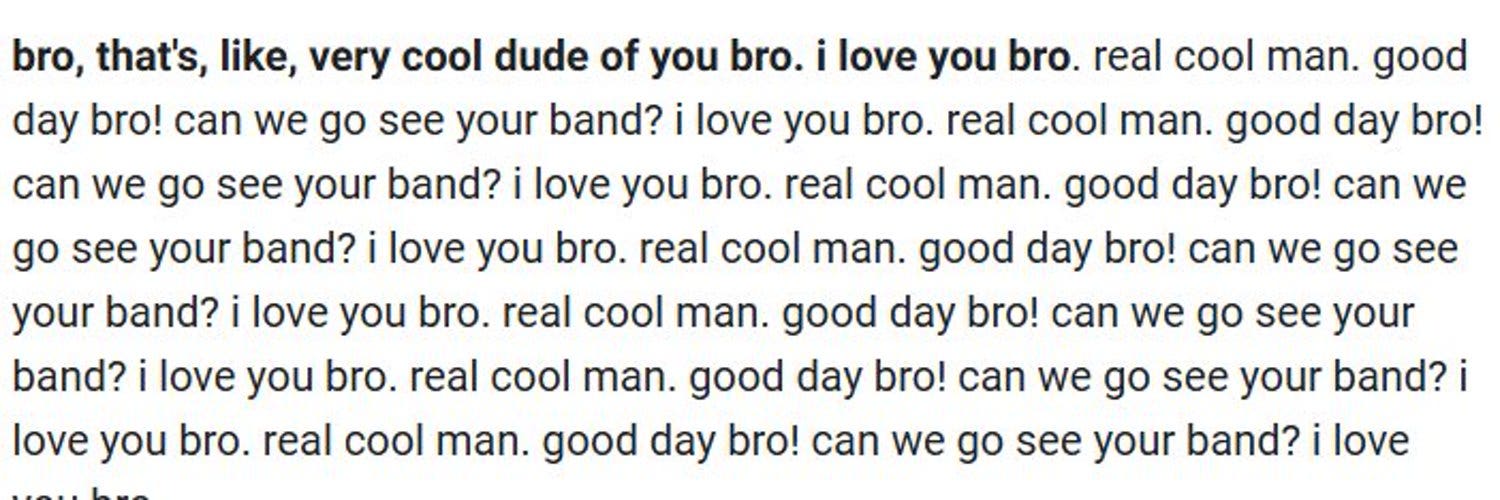 bro, that's, like, very cool dude of you bro. i love you bro. real cool man. good
day bro! can we go see your band? i love you bro. real cool man. good day bro!
can we go see your band? i love you bro. real cool man. good day bro! can we
go see your band? i love you bro. real cool man. good day bro! can we go see
your band? i love you bro. real cool man. good day bro! can we go see your
band? i love you bro. real cool man. good day bro! can we go see your band? i
love you bro. real cool man. good day bro! can we go see your band? i love
you bro